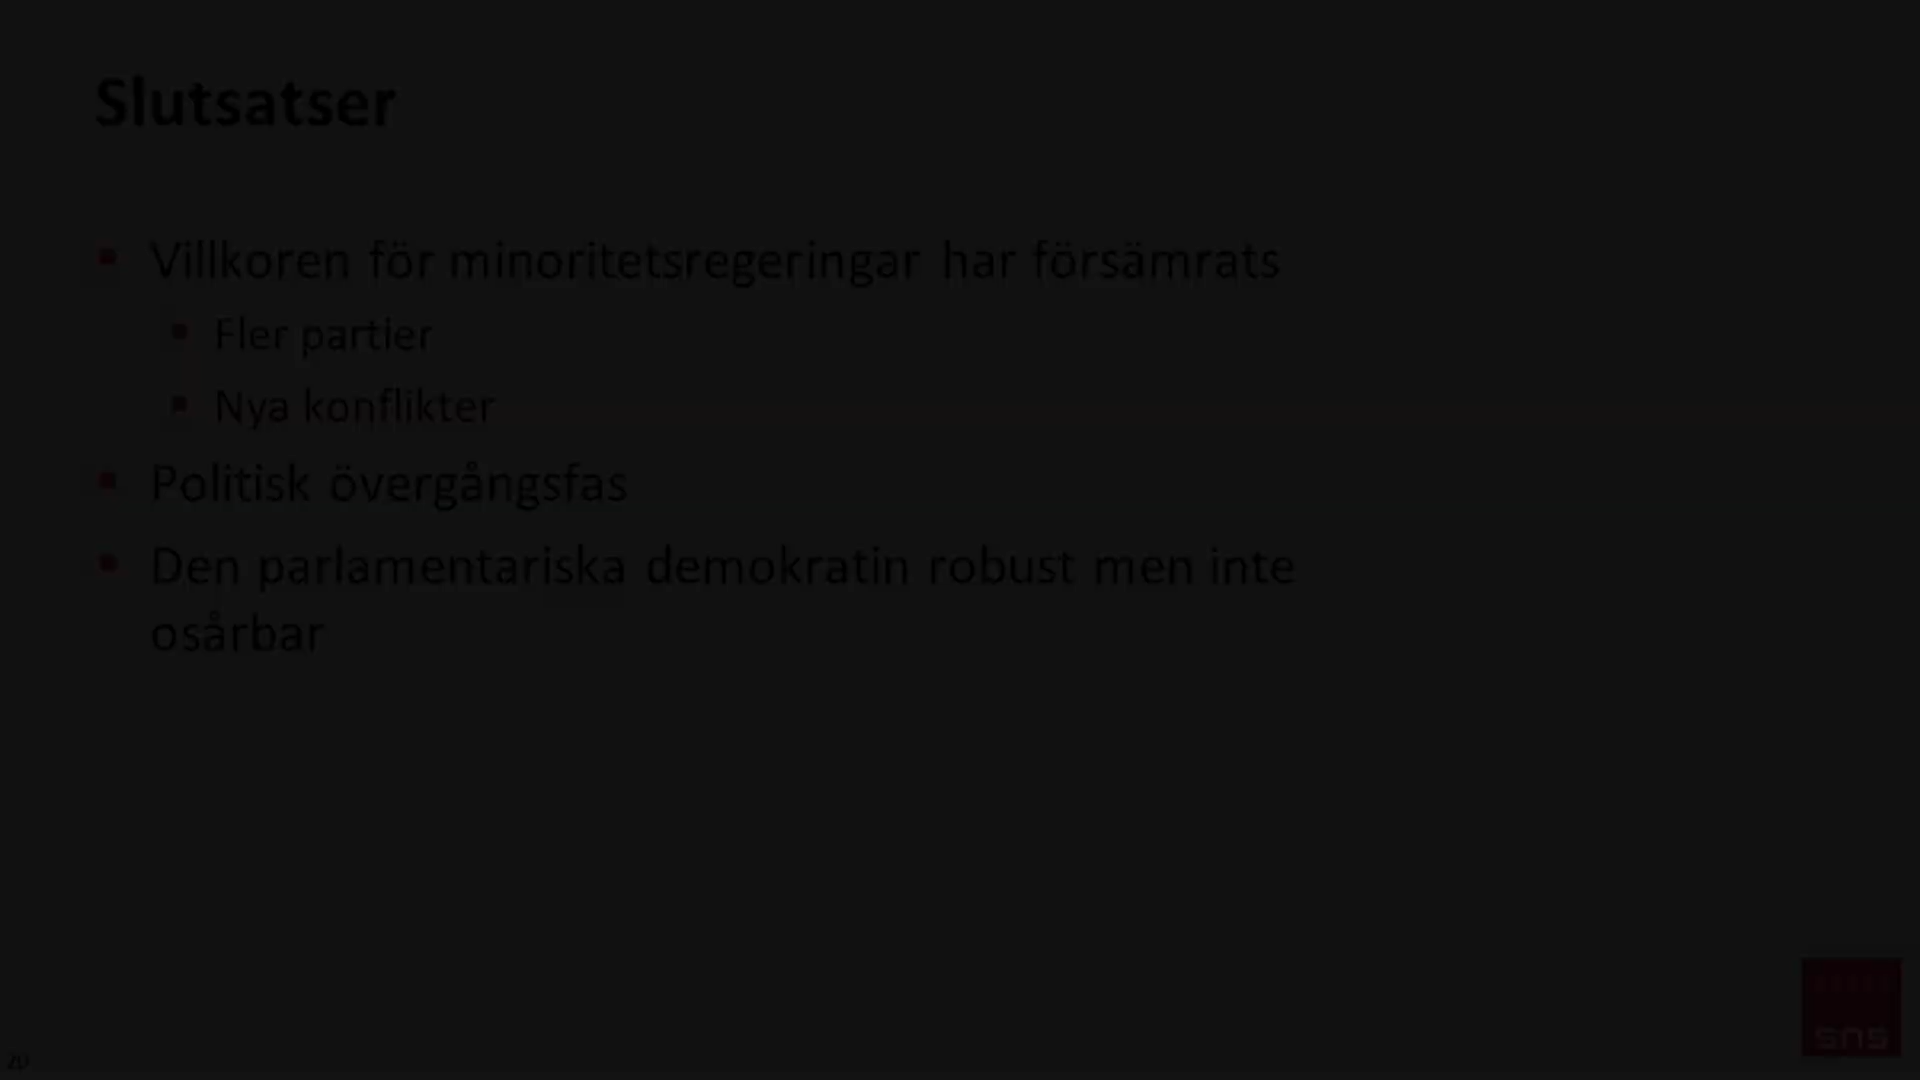 Slutsatser
Villkoren för minoritetsregeringar har försämrats
Fler partier
Nya konflikter
Politisk övergångsfas
Den parlamentariska demokratin robust men inte
osårbar
sns
20